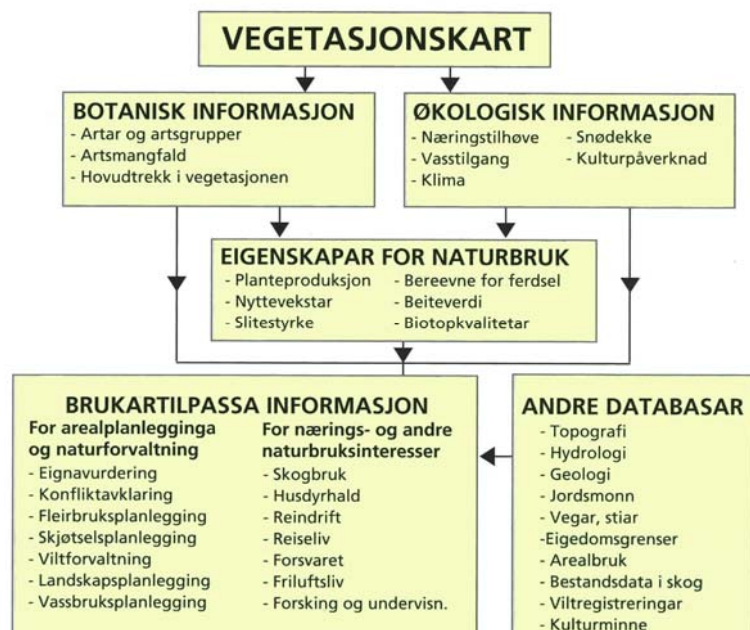 VEGETASJONSKART
BOTANISK INFORMASJON
- Artar og artsgrupper
- Artsmangfald
- Hovudtrekk i vegetasjonen
ØKOLOGISK INFORMASJON
- Næringstilhøve
- Vasstilgang
- Klima
- Snødekke
- Kulturpåverknad
EIGENSKAPAR FOR NATURBRUK
- Planteproduksjon
- Nyttevekstar
- Slitestyrke
- Bereevne for ferdsel
- Beiteverdi
- Biotopkvalitetar
BRUKARTILPASSA INFORMASJON
For arealplanlegginga
og naturforvaltning
- Eignavurdering
- Konfliktavklaring
- Fleirbruksplanlegging
- Skjøtselsplanlegging
- Viltforvaltning
- Landskapsplanlegging
- Vassbruksplanlegging
For nærings- og andre
naturbruksinteresser
- Skogbruk
- Husdyrhald
- Reindrift
- Reiseliv
- Forsvaret
- Friluftsliv
- Forsking og undervisn.
ANDRE DATABASAR
- Topografi
- Hydrologi
- Geologi
- Jordsmonn
- Vegar, stiar
-Eigedomsgrenser
- Arealbruk
- Bestandsdata i skog
- Viltregistreringar
- Kulturminne